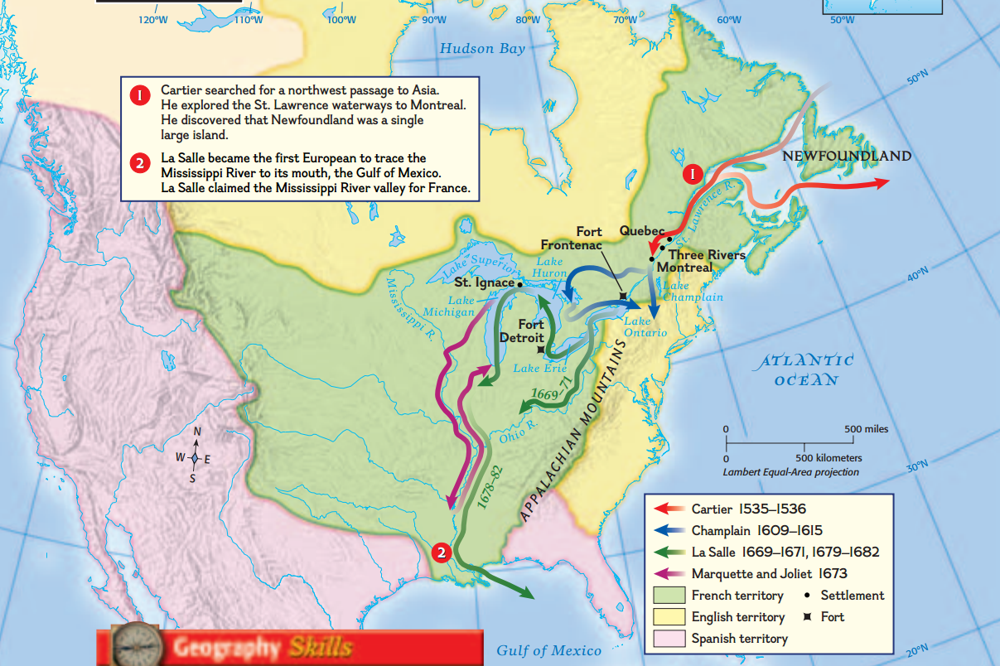 120°W
110°W
100°W
90°W
80°W
70°W
60°W
50°W
Hudson Bay
50°N
1
Cartier searched for a northwest passage to Asia.
He explored the St. Lawrence waterways to Montreal.
He discovered that Newfoundland was a single
large island.
2
La Salle became the first European to trace the
Mississippi River to its mouth, the Gulf of Mexico.
La Salle claimed the Mississippi River valley for France.
NEWFOUNDLAND
1
St. Lawrence R.
Fort
Frontenac
Quebec
Three Rivers
Montreal
Lake Superior
Lake
Huron
St. Ignace
Lake
Champlain
40°N
Mississippi R.
Lake
Michigan
Fort
Detroit
Lake
Ontario
Lake Erie
ATLANTIC
OCEAN
1669–71
APPALACHIAN MOUNTAINS
Ohio R.
N
W
E
S
0
500 miles
0
500 kilometers
Lambert Equal-Area projection
30°N
1678–82
2
Cartier 1535–1536
Champlain 1609–1615
La Salle 1669–1671, 1679–1682
Marquette and Joliet 1673
French territory
Settlement
English territory
Fort
Spanish territory
Geography Skills
Gulf of Mexico
20°N